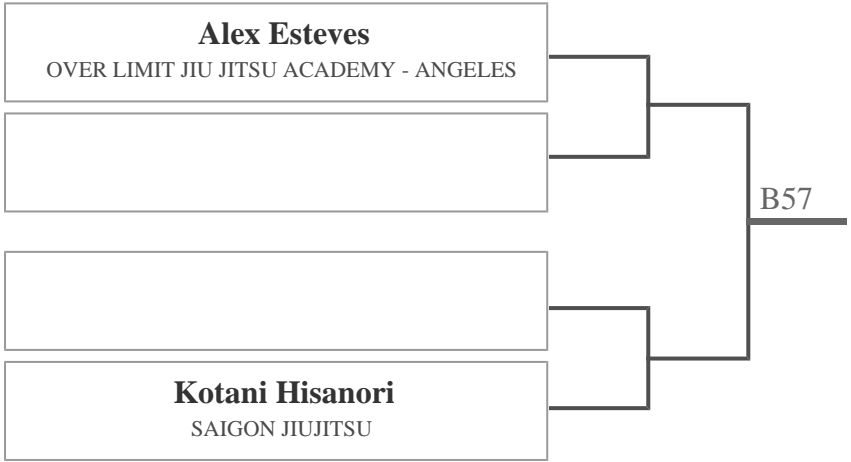 Alex Esteves
OVER LIMIT JIU JITSU ACADEMY - ANGELES
B57
Kotani Hisanori
SAIGON JIUJITSU